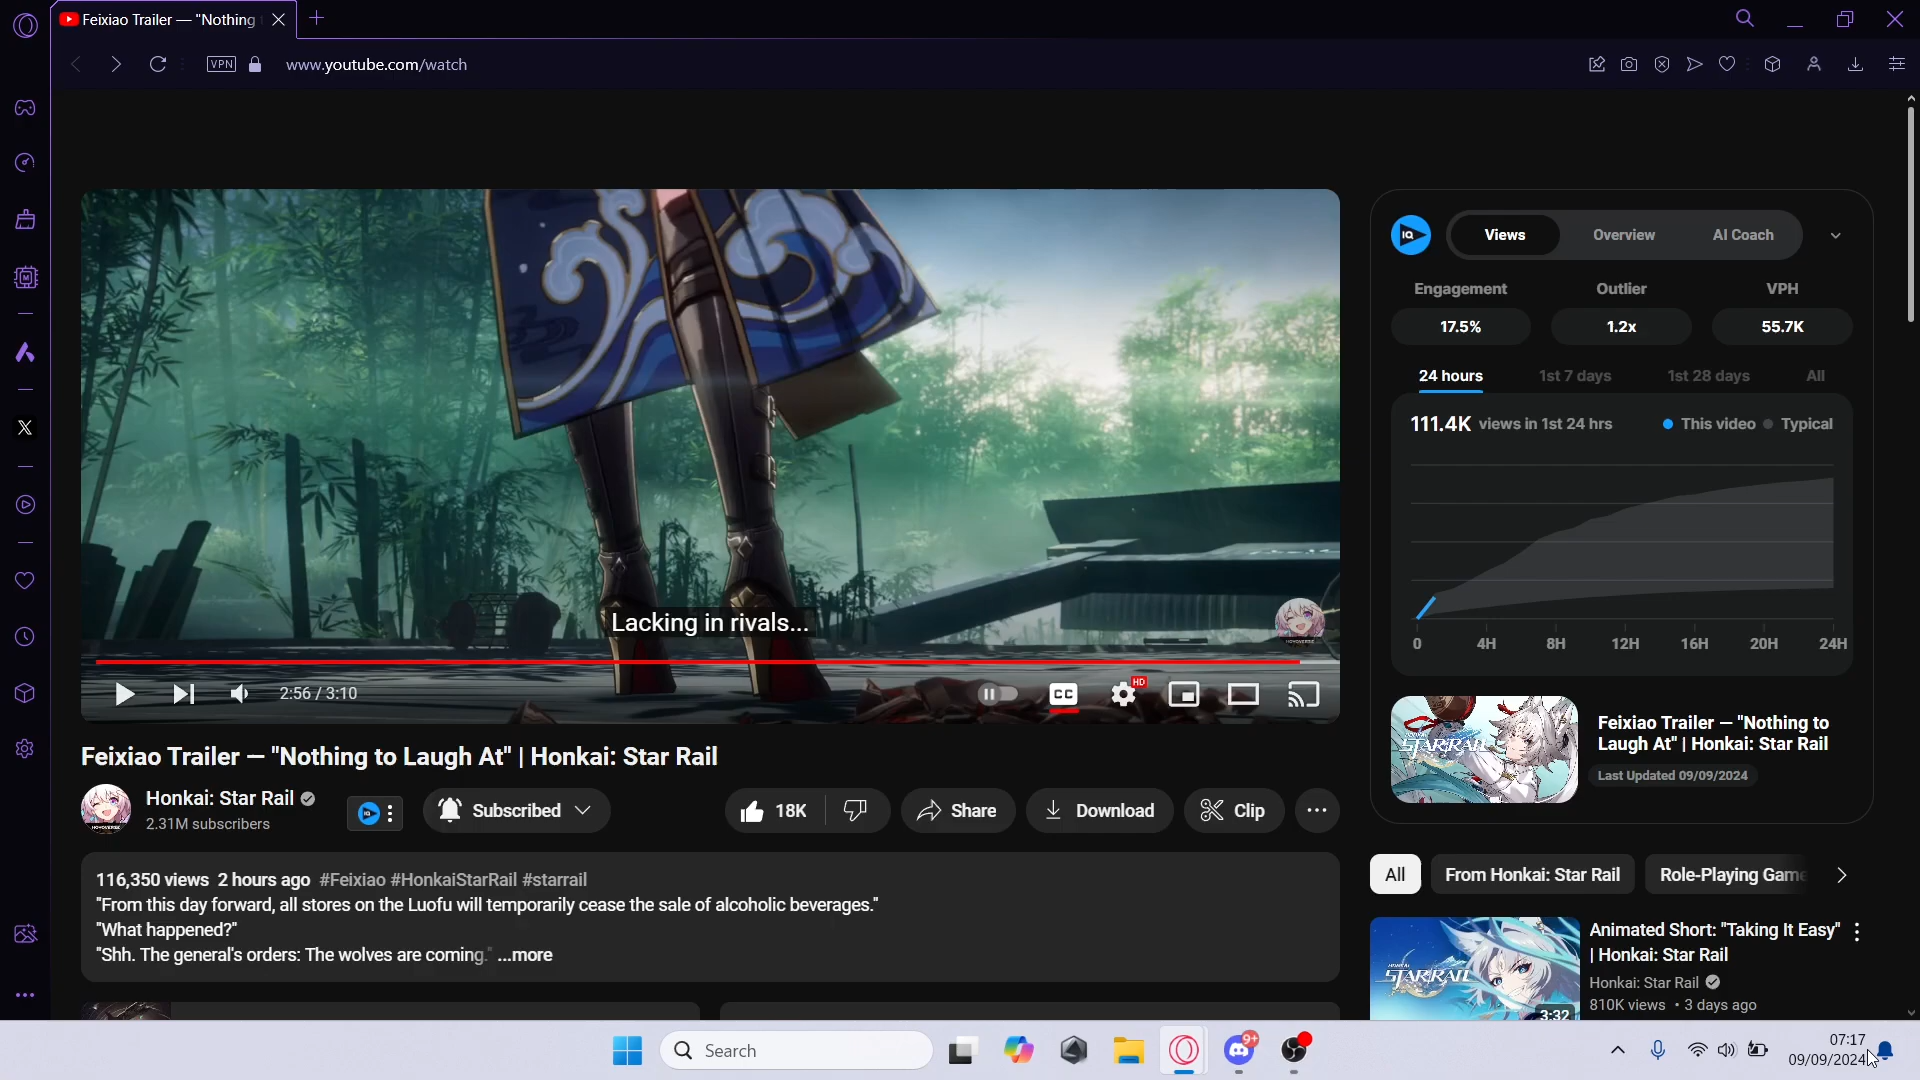 Feixiao Trailer — "Nothing
VPN
www.youtube.com/watch
Lacking in rivals...
HOYOVERSE
2:56 / 3:10
CC
HD
Feixiao Trailer — "Nothing to Laugh At" | Honkai: Star Rail
Honkai: Star Rail
2.31M subscribers
Subscribed
18K
Share
Download
Clip
116,350 views 2 hours ago #Feixiao #HonkaiStarRail #starrail
"From this day forward, all stores on the Luofu will temporarily cease the sale of alcoholic beverages."
"What happened?"
"Shh. The general's orders: The wolves are coming." ...more
IQ
Views
Overview
AI Coach
Engagement
Outlier
VPH
17.5%
1.2x
55.7K
24 hours
1st 7 days
1st 28 days
All
111.4K views in 1st 24 hrs
This video
Typical
0
4H
8H
12H
16H
20H
24H
HONKAI
STARRAIL
Feixiao Trailer — "Nothing to
Laugh At" | Honkai: Star Rail
Last Updated 09/09/2024
All
From Honkai: Star Rail
Role-Playing Game
HONKAI
STARRAIL
3:32
Animated Short: "Taking It Easy"
| Honkai: Star Rail
Honkai: Star Rail
810K views • 3 days ago
Search
9+
07:17
09/09/2024